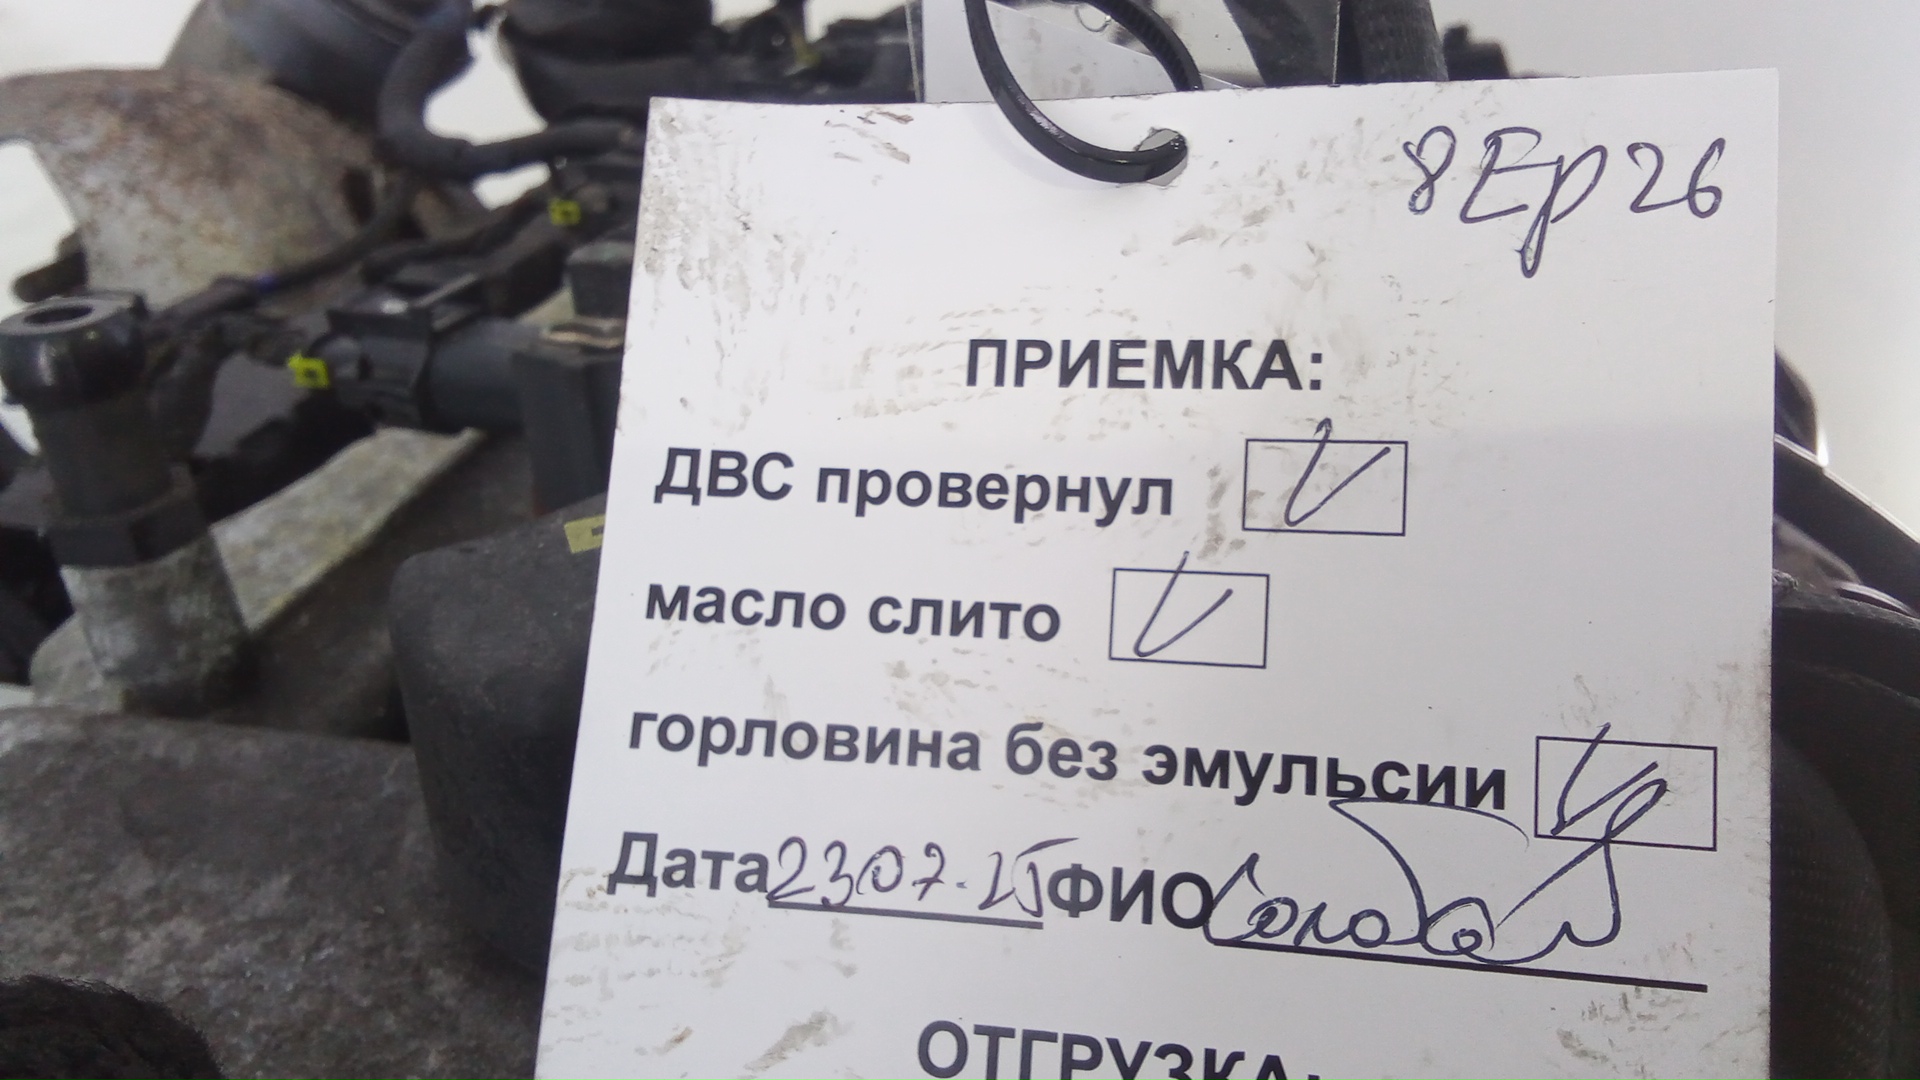 8Ep26
ПРИЕМКА:
ДВС провернул
масло слито
горловина без эмульсии
Дата 23 07. 25 ФИО
ОТГРУЗКА: